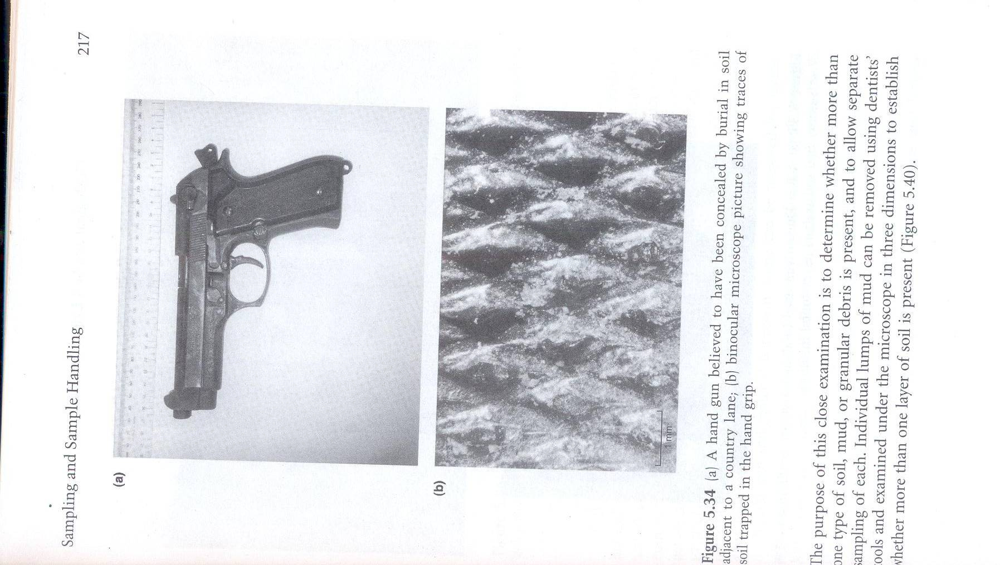 Sampling and Sample Handling 217
(a)
(b)
1 mm
Figure 5.34 (a) A hand gun believed to have been concealed by burial in soil
adjacent to a country lane; (b) binocular microscope picture showing traces of
soil trapped in the hand grip.
The purpose of this close examination is to determine whether more than
one type of soil, mud, or granular debris is present, and to allow separate
sampling of each. Individual lumps of mud can be removed using dentists’
tools and examined under the microscope in three dimensions to establish
whether more than one layer of soil is present (Figure 5.40).